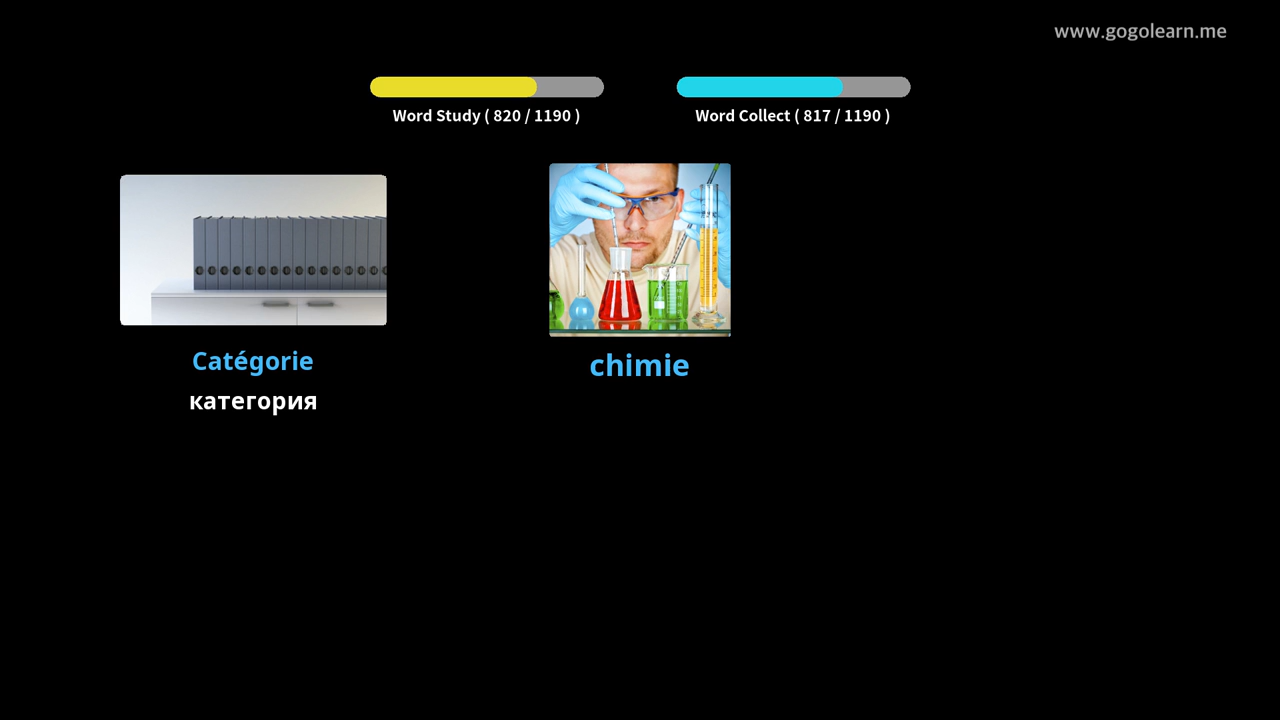 www.gogolearn.me
Word Study ( 820 / 1190 )
Word Collect ( 817 / 1190 )
Catégorie
категория
chimie